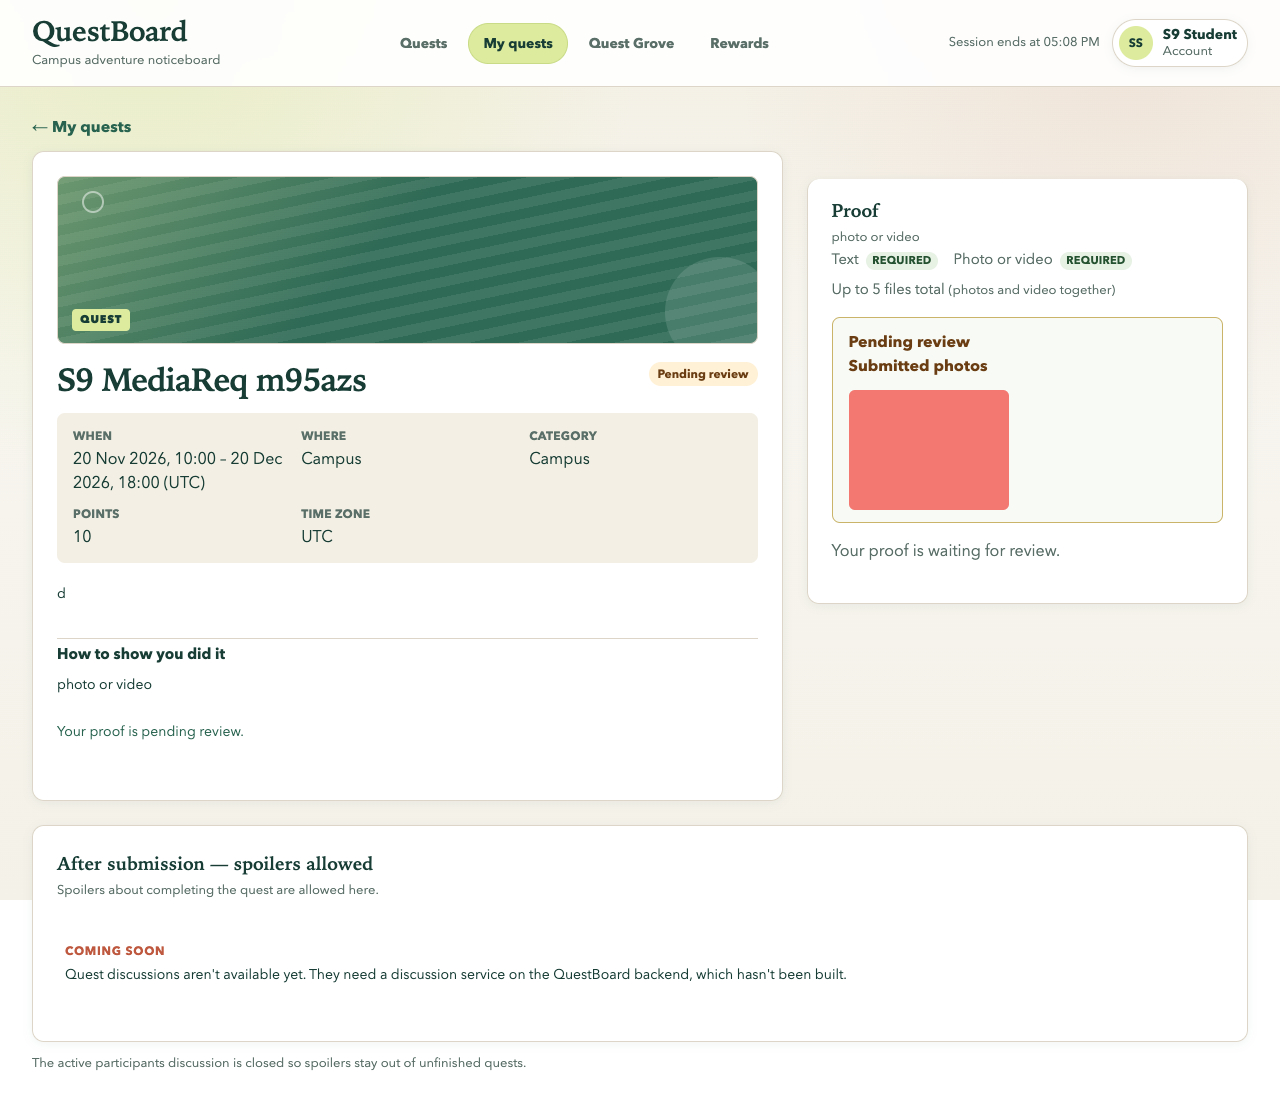 QuestBoard
Campus adventure noticeboard
Quests
My quests
Quest Grove
Rewards
Session ends at 05:08 PM
SS
S9 Student
Account
← My quests
QUEST
S9 MediaReq m95azs
Pending review
WHEN
20 Nov 2026, 10:00 – 20 Dec
2026, 18:00 (UTC)
WHERE
Campus
CATEGORY
Campus
POINTS
10
TIME ZONE
UTC
d
How to show you did it
photo or video
Your proof is pending review.
Proof
photo or video
Text REQUIRED Photo or video REQUIRED
Up to 5 files total (photos and video together)
Pending review
Submitted photos
Your proof is waiting for review.
After submission — spoilers allowed
Spoilers about completing the quest are allowed here.
COMING SOON
Quest discussions aren't available yet. They need a discussion service on the QuestBoard backend, which hasn't been built.
The active participants discussion is closed so spoilers stay out of unfinished quests.